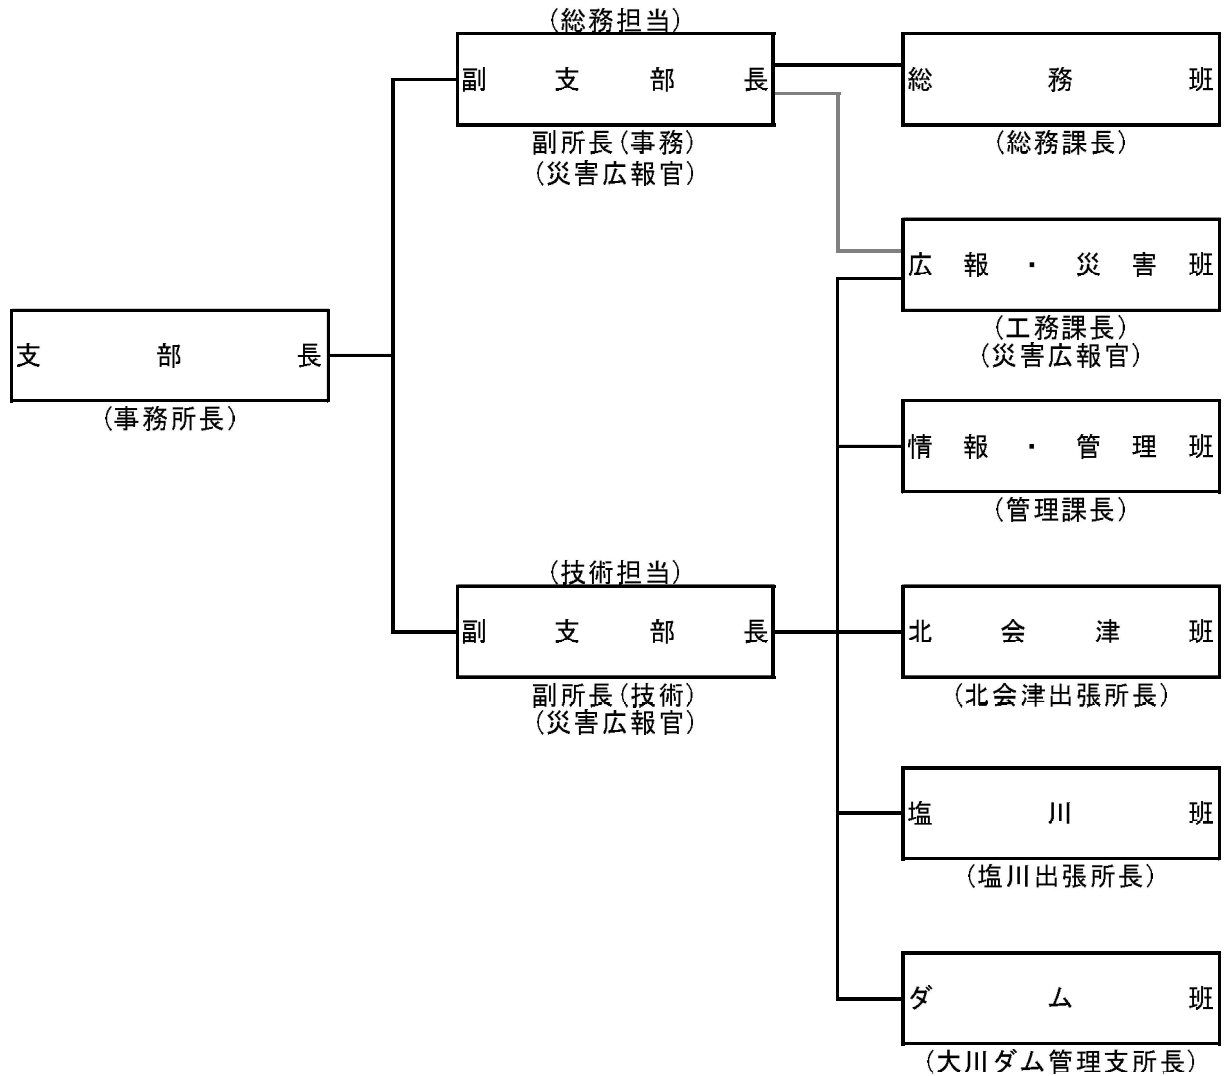 支部長
(事務所長)
(総務担当)
副支部長
副所長(事務)
(災害広報官)
(技術担当)
副支部長
副所長(技術)
(災害広報官)
総務班
(総務課長)
広報・災害班
(工務課長)
(災害広報官)
情報・管理班
(管理課長)
北会津班
(北会津出張所長)
塩川班
(塩川出張所長)
ダム班
(大川ダム管理支所長)